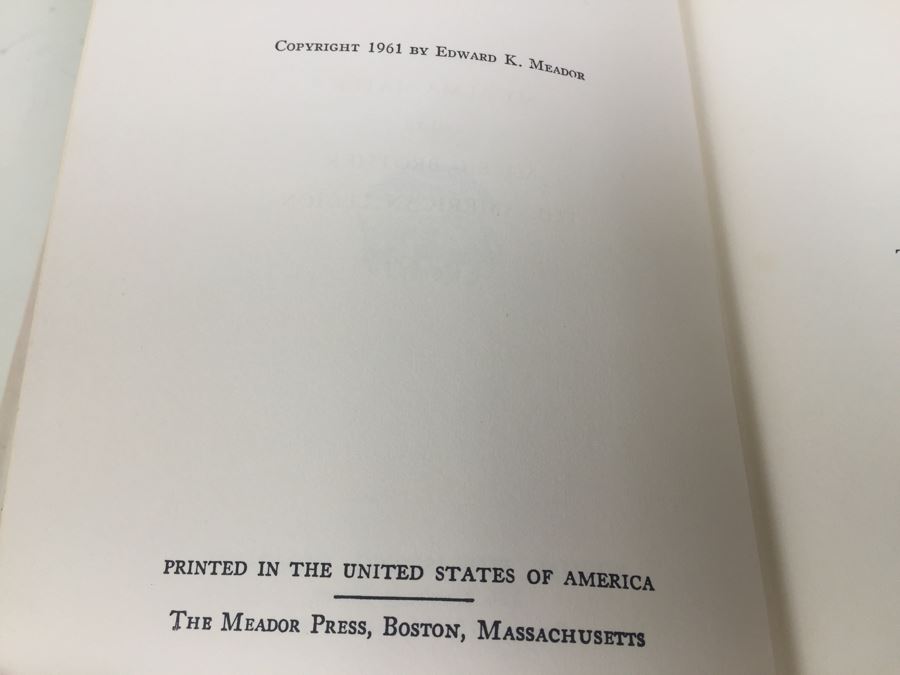 COPYRIGHT 1961 BY EDWARD K. MEADOR
PRINTED IN THE UNITED STATES OF AMERICA
THE MEADOR PRESS, BOSTON, MASSACHUSETTS